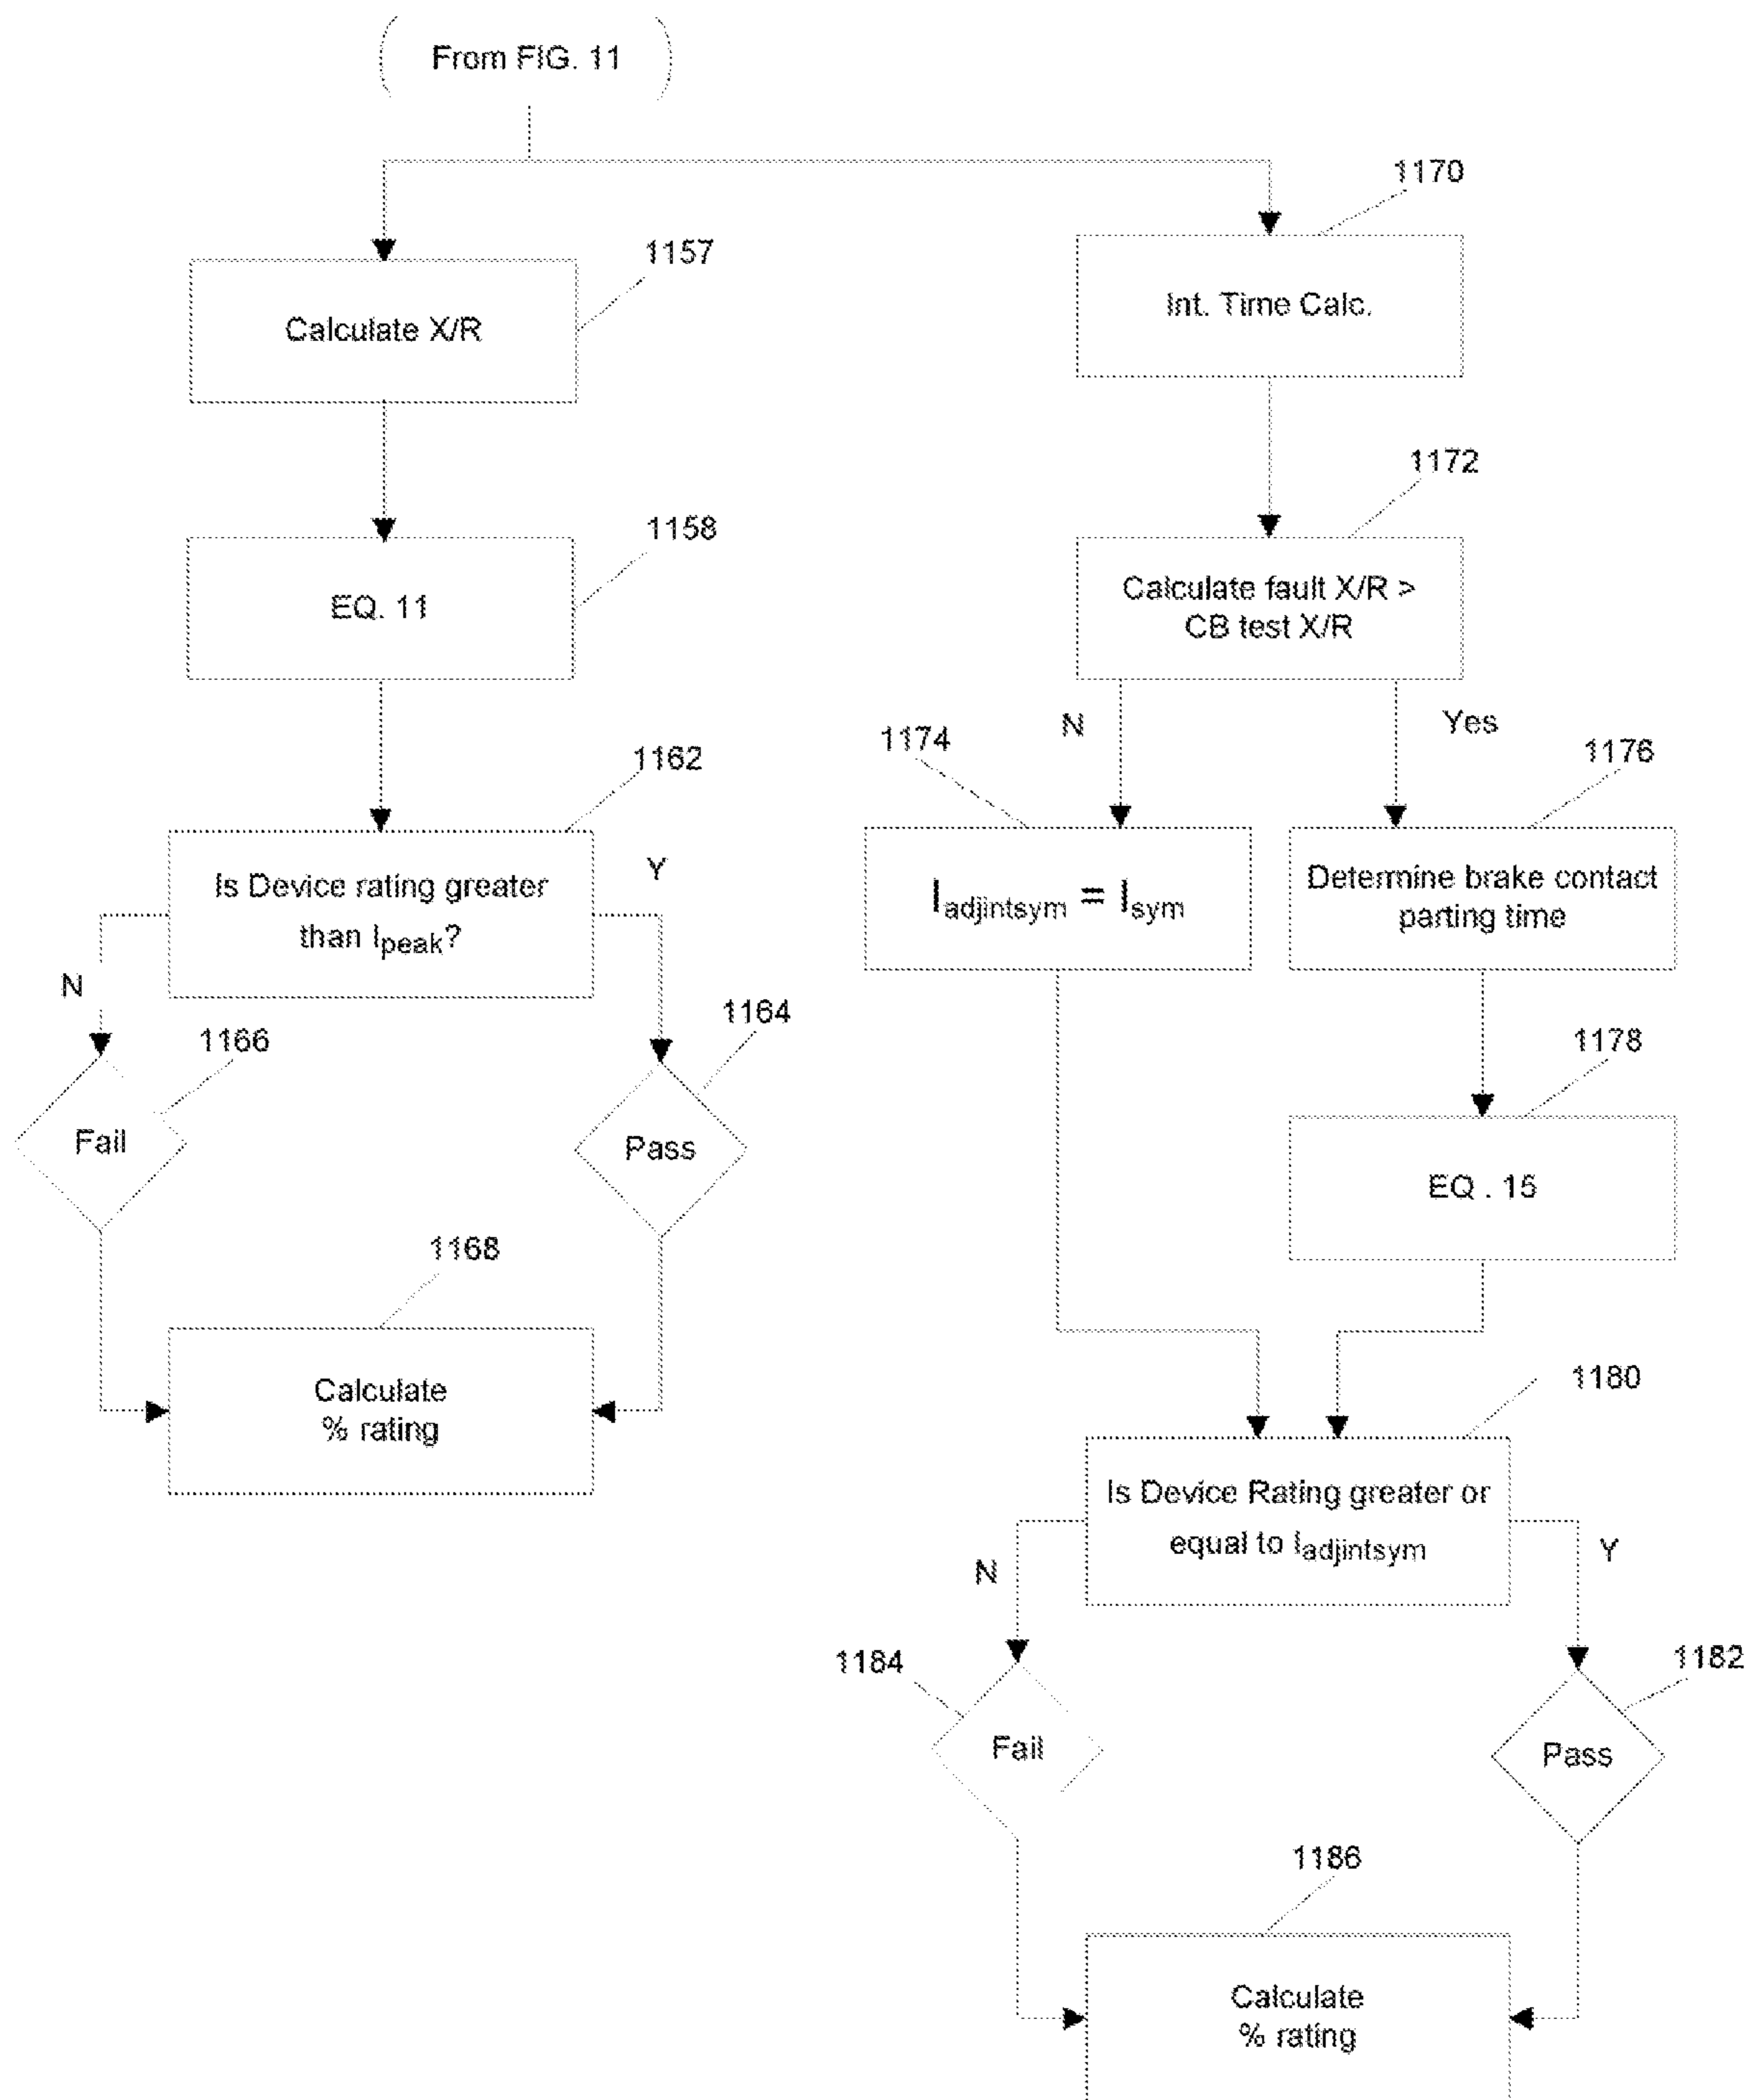 From FIG. 11
1170
1157
Calculate X/R
Int. Time Calc.
1172
1158
EQ. 11
Calculate fault X/R >
CB test X/R
N
Yes
1174
1176
1162
Is Device rating greater
than Ipeak?
Y
N
Iadjintsym = Isym
Determine brake contact
parting time
1166
1164
1178
Fail
Pass
EQ . 15
1168
Calculate
% rating
1180
Is Device Rating greater or
equal to Iadjintsym
N
Y
1184
1182
Fail
Pass
1186
Calculate
% rating